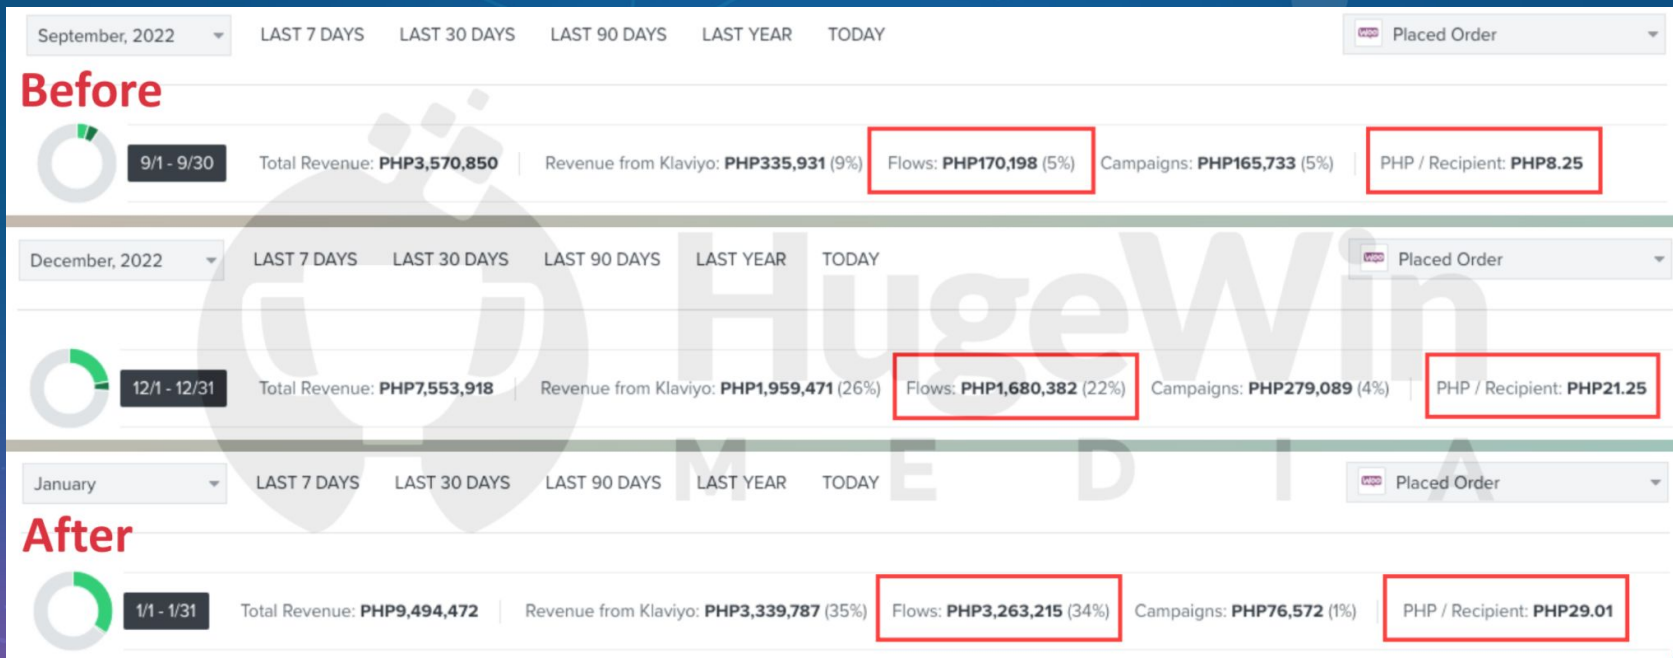 September, 2022 LAST 7 DAYS LAST 30 DAYS LAST 90 DAYS LAST YEAR TODAY woo Placed Order
Before
9/1 - 9/30 Total Revenue: PHP3,570,850 Revenue from Klaviyo: PHP335,931 (9%) Flows: PHP170,198 (5%) Campaigns: PHP165,733 (5%) PHP / Recipient: PHP8.25
December, 2022 LAST 7 DAYS LAST 30 DAYS LAST 90 DAYS LAST YEAR TODAY woo Placed Order
HugeWin
12/1 - 12/31 Total Revenue: PHP7,553,918 Revenue from Klaviyo: PHP1,959,471 (26%) Flows: PHP1,680,382 (22%) Campaigns: PHP279,089 (4%) PHP / Recipient: PHP21.25
MEDIA
January LAST 7 DAYS LAST 30 DAYS LAST 90 DAYS LAST YEAR TODAY woo Placed Order
After
1/1 - 1/31 Total Revenue: PHP9,494,472 Revenue from Klaviyo: PHP3,339,787 (35%) Flows: PHP3,263,215 (34%) Campaigns: PHP76,572 (1%) PHP / Recipient: PHP29.01